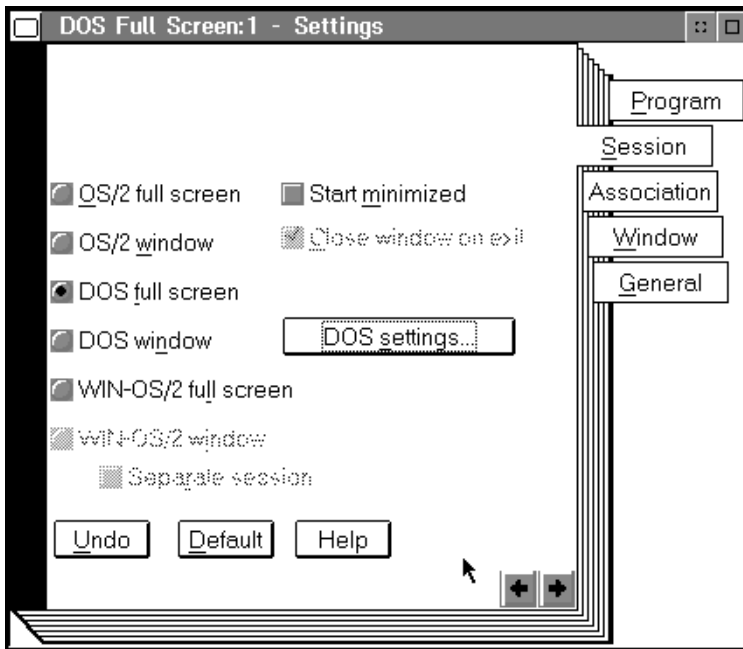 DOS Full Screen:1 - Settings
Program
Session
OS/2 full screen
Start minimized
Association
OS/2 window
Close window on exit
Window
DOS full screen
General
DOS window
DOS settings...
WIN-OS/2 full screen
WIN-OS/2 window
Separate session
Undo
Default
Help